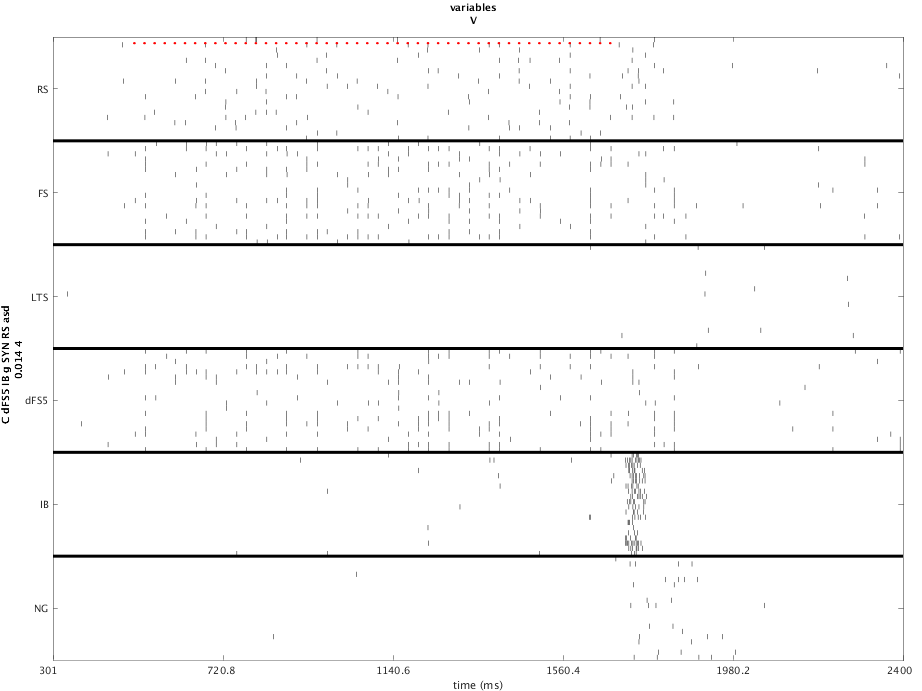 variables
V
RS
FS
LTS
dFS5
IB
NG
C dFS5 IB g SYN RS asd
0.014 4
301
720.8
1140.6
1560.4
1980.2
2400
time (ms)